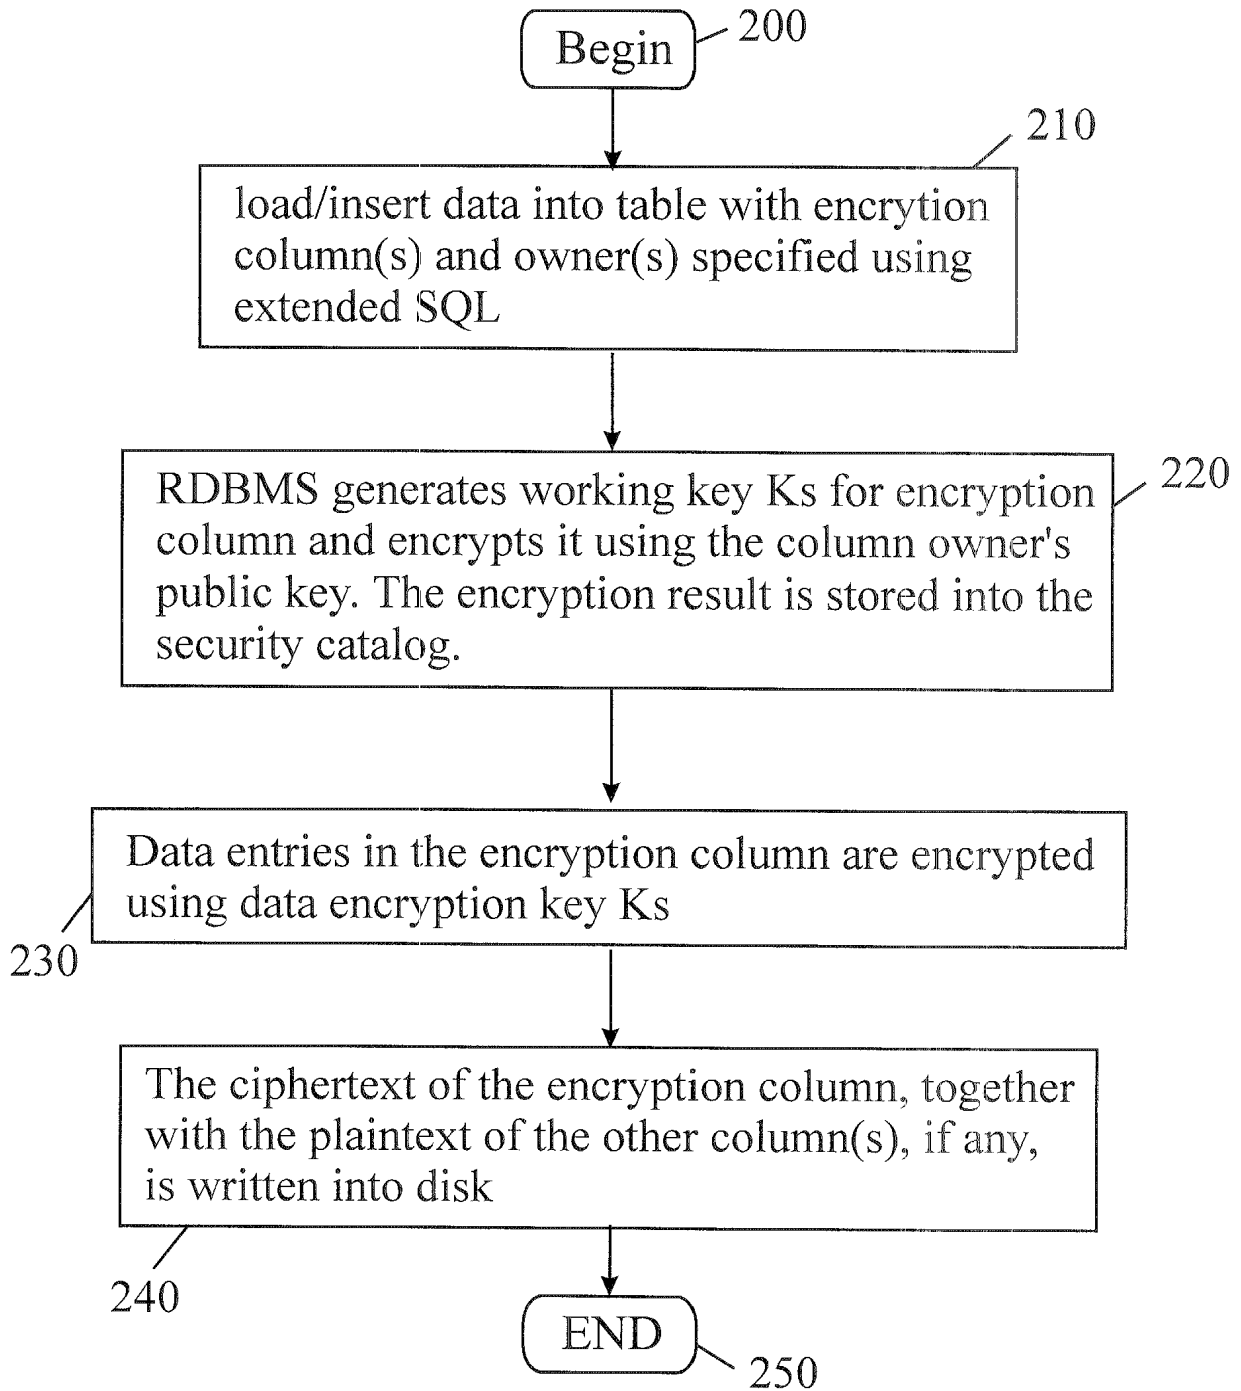 Begin
200
210
load/insert data into table with encrytion
column(s) and owner(s) specified using
extended SQL
220
RDBMS generates working key Ks for encryption
column and encrypts it using the column owner's
public key. The encryption result is stored into the
security catalog.
Data entries in the encryption column are encrypted
using data encryption key Ks
230
The ciphertext of the encryption column, together
with the plaintext of the other column(s), if any,
is written into disk
240
END
250